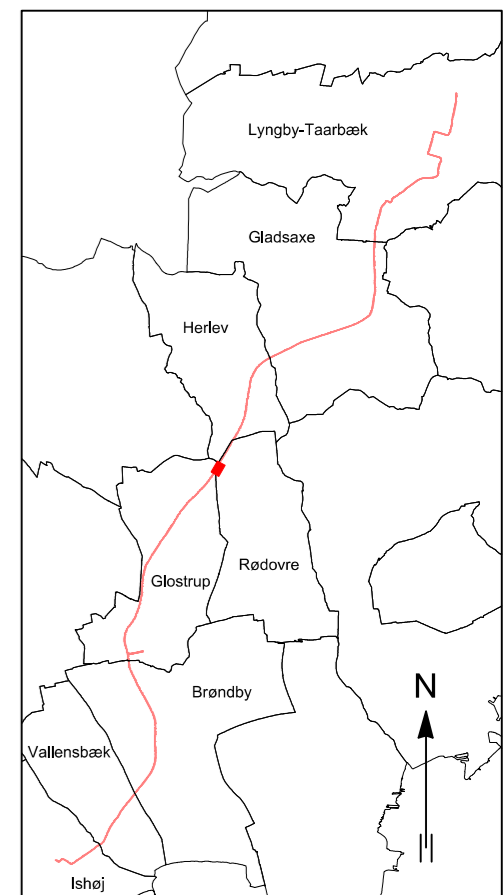 Lyngby-Taarbæk
Gladsaxe
Herlev
Rødovre
Glostrup
N
Brøndby
Vallensbæk
Ishøj